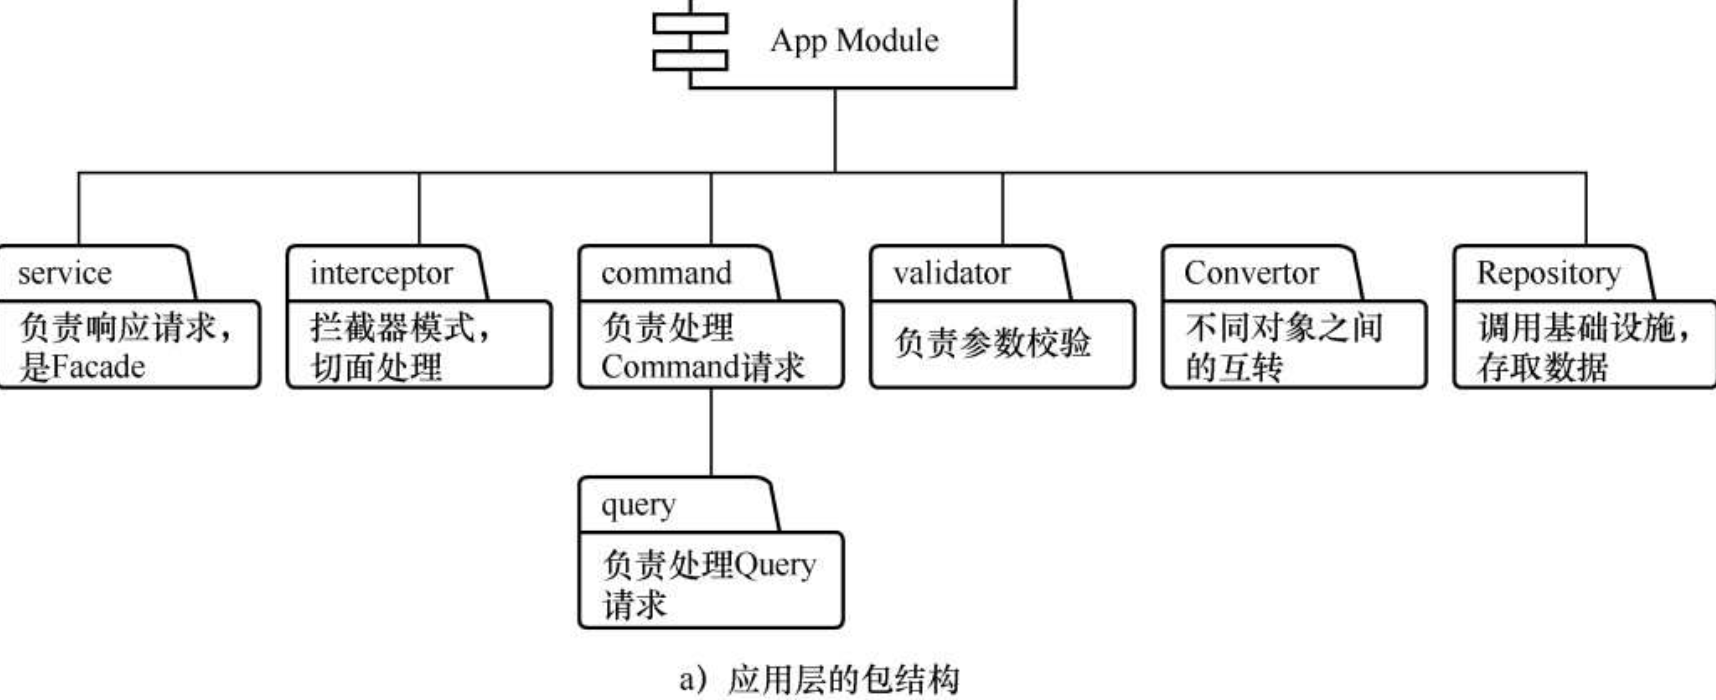 App Module
service
负责响应请求，
是Facade
interceptor
拦截器模式，
切面处理
command
负责处理
Command请求
validator
负责参数校验
Convertor
不同对象之间
的互转
Repository
调用基础设施，
存取数据
query
负责处理Query
请求
a）应用层的包结构